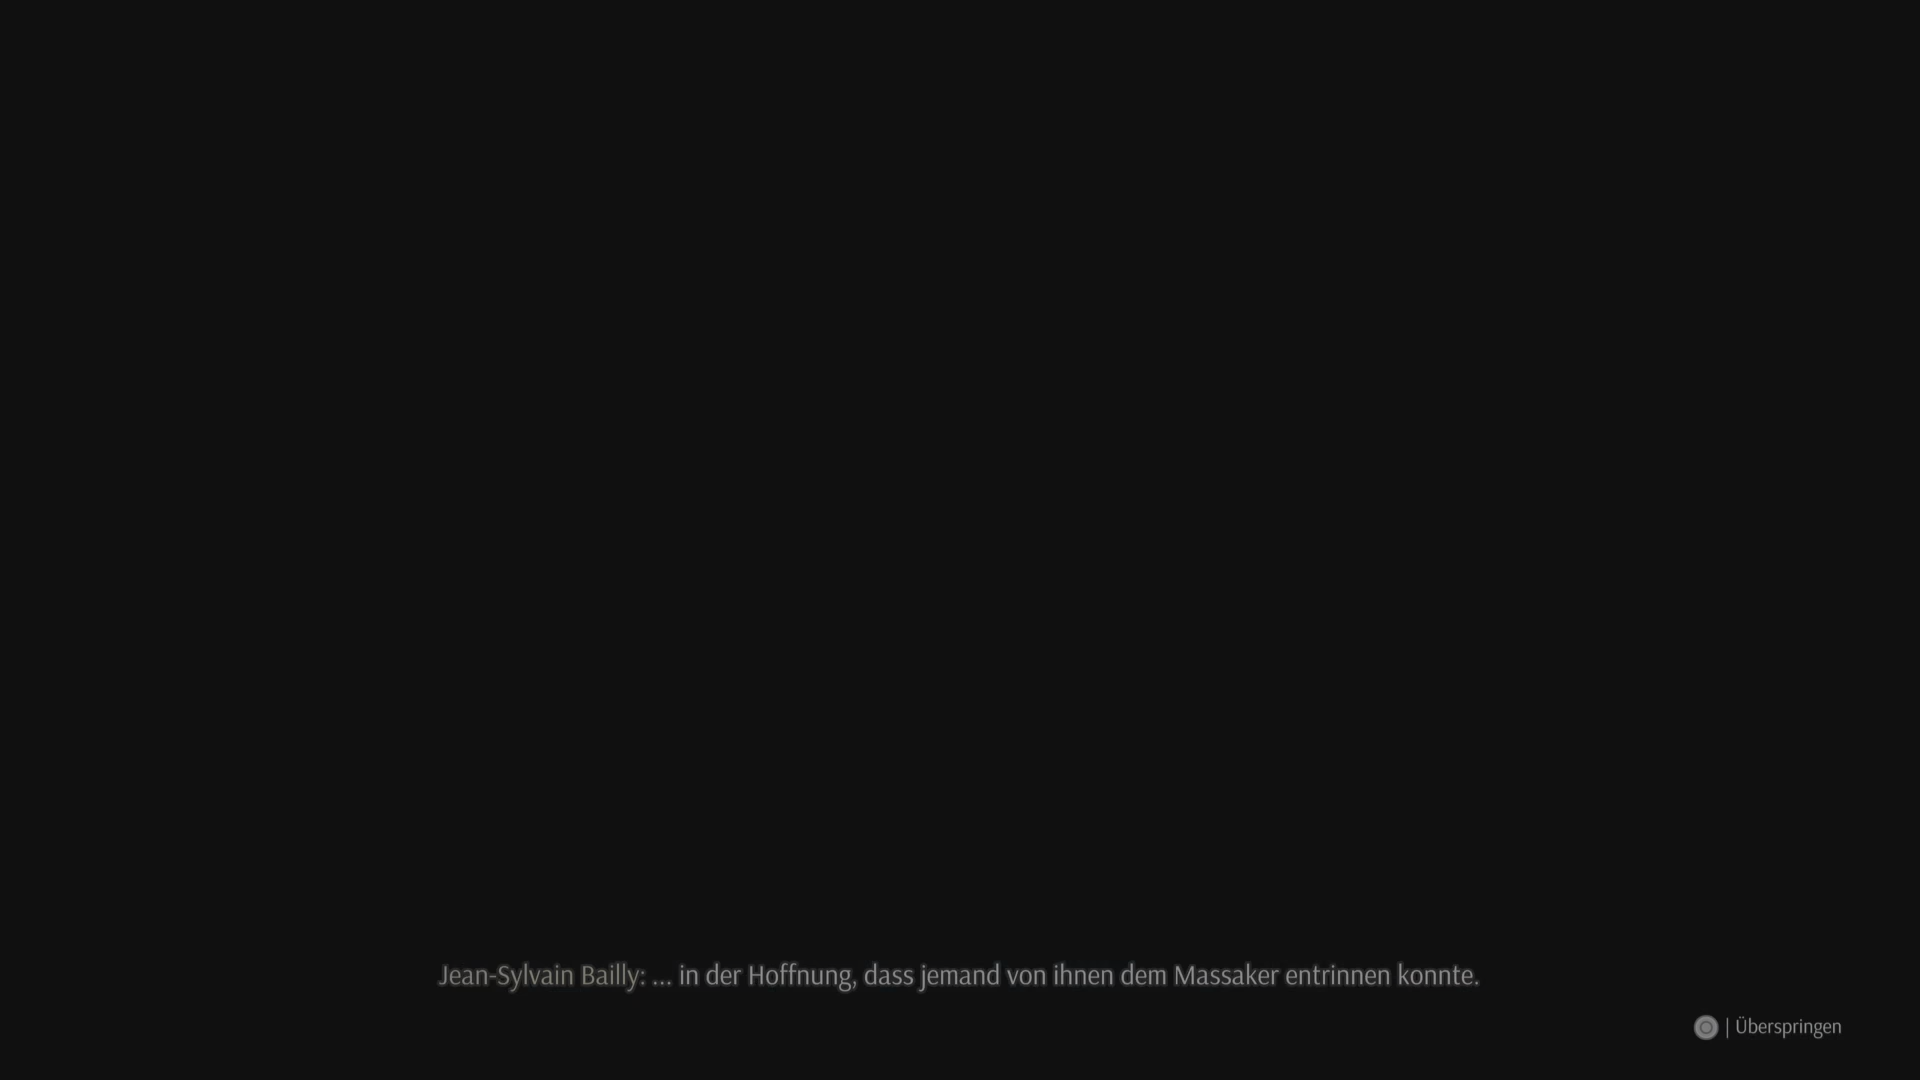 Jean-Sylvain Bailly: ... in der Hoffnung, dass jemand von ihnen dem Massaker entrinnen konnte.
| Überspringen